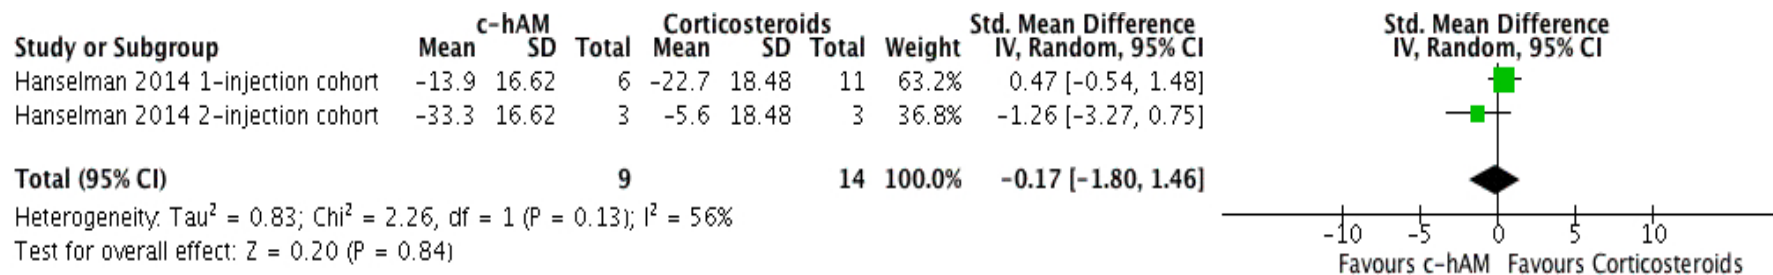 c-hAM Corticosteroids Std. Mean Difference Std. Mean Difference
Study or Subgroup Mean SD Total Mean SD Total Weight IV, Random, 95% CI IV, Random, 95% CI
Hanselman 2014 1-injection cohort -13.9 16.62 6 -22.7 18.48 11 63.2% 0.47 [-0.54, 1.48]
Hanselman 2014 2-injection cohort -33.3 16.62 3 -5.6 18.48 3 36.8% -1.26 [-3.27, 0.75]
Total (95% CI) 9 14 100.0% -0.17 [-1.80, 1.46]
Heterogeneity: Tau² = 0.83; Chi² = 2.26, df = 1 (P = 0.13); I² = 56%
Test for overall effect: Z = 0.20 (P = 0.84)
-10 -5 0 5 10
Favours c-hAM Favours Corticosteroids